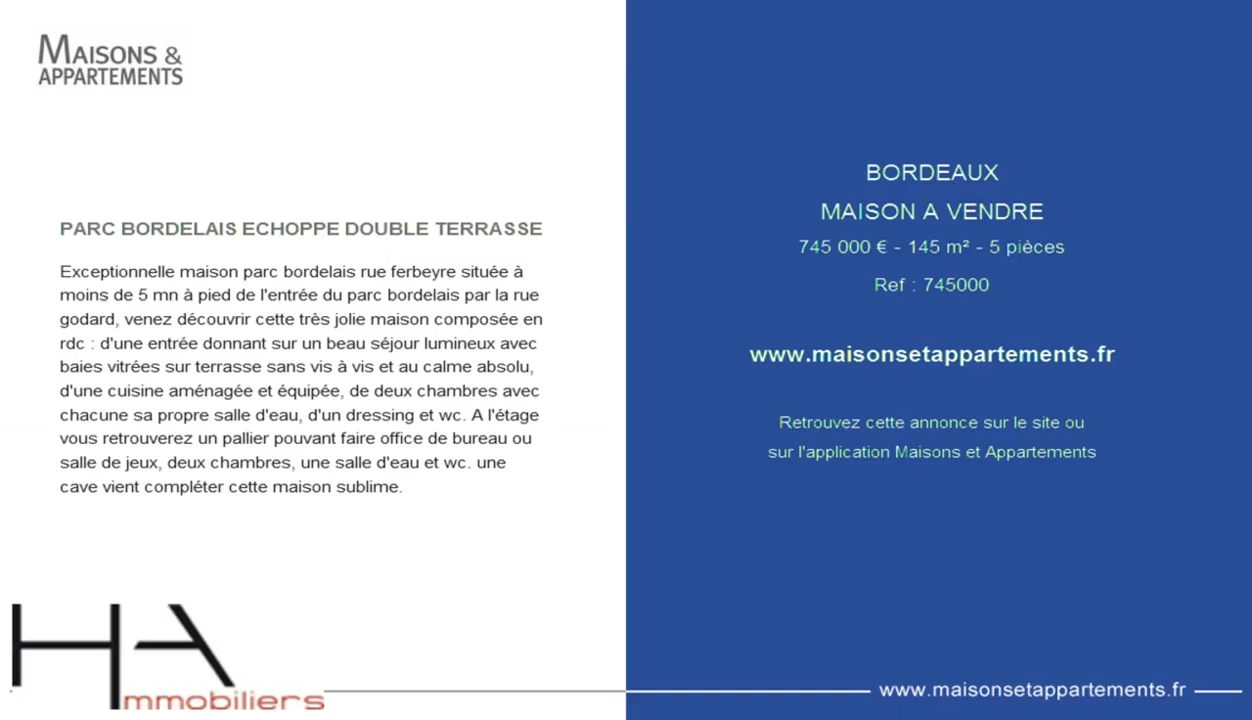 MAISONS &
APPARTEMENTS
PARC BORDELAIS ECHOPPE DOUBLE TERRASSE
Exceptionnelle maison parc bordelais rue ferbeyre située à
moins de 5 mn à pied de l'entrée du parc bordelais par la rue
godard, venez découvrir cette très jolie maison composée en
rdc : d'une entrée donnant sur un beau séjour lumineux avec
baies vitrées sur terrasse sans vis à vis et au calme absolu,
d'une cuisine aménagée et équipée, de deux chambres avec
chacune sa propre salle d'eau, d'un dressing et wc. A l'étage
vous retrouverez un pallier pouvant faire office de bureau ou
salle de jeux, deux chambres, une salle d'eau et wc. une
cave vient compléter cette maison sublime.
HA
mmobiliers
BORDEAUX
MAISON A VENDRE
745 000 € - 145 m² - 5 pièces
Ref : 745000
www.maisonsetappartements.fr
Retrouvez cette annonce sur le site ou
sur l'application Maisons et Appartements
www.maisonsetappartements.fr